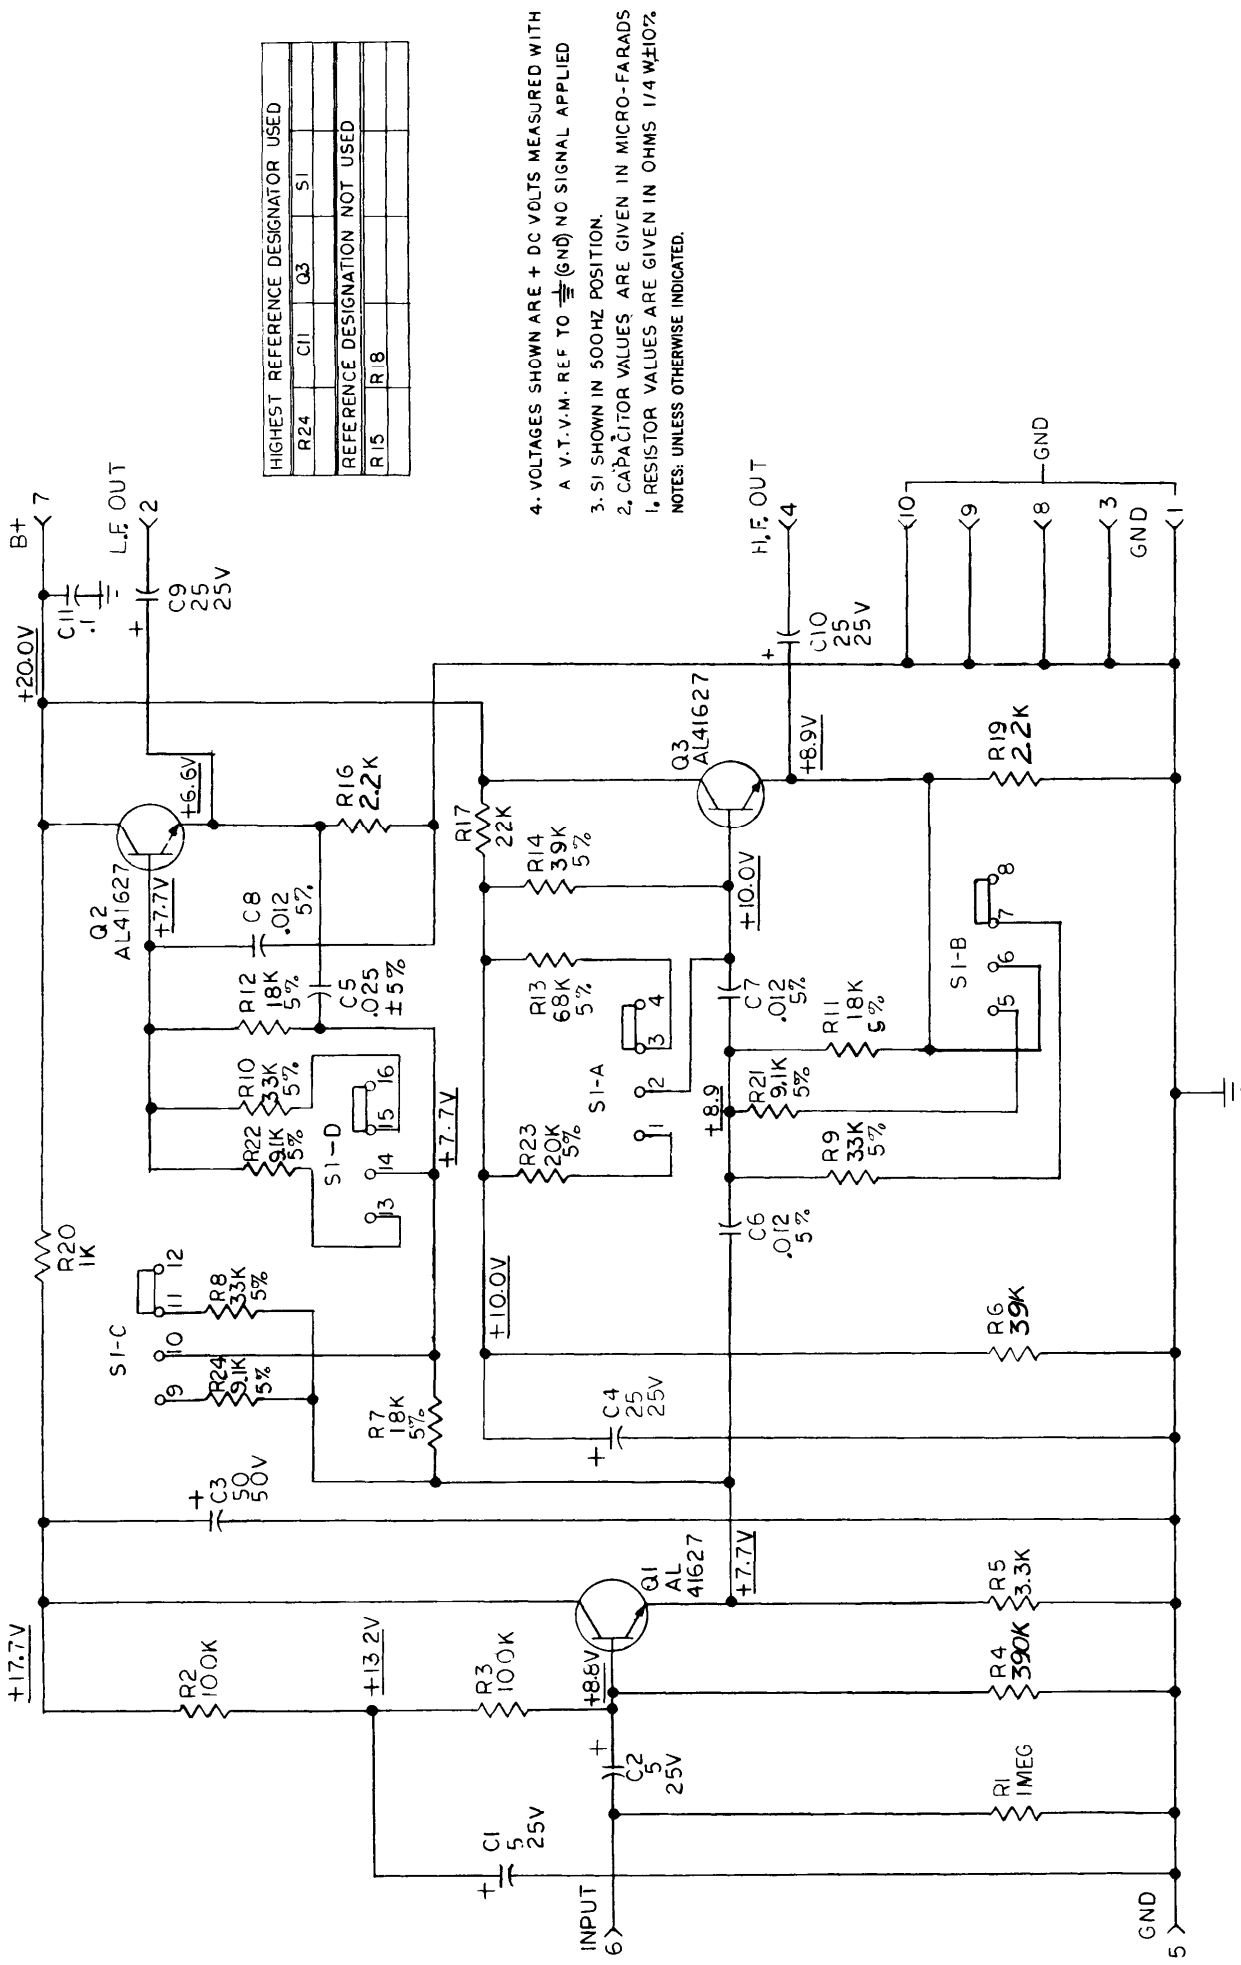 HIGHEST REFERENCE DESIGNATOR USED
R24 C11 Q3 S1
REFERENCE DESIGNATION NOT USED
R15 R18
4. VOLTAGES SHOWN ARE + DC VOLTS MEASURED WITH
A V.T.V.M. REF TO (GND) NO SIGNAL APPLIED
3. S1 SHOWN IN 500HZ POSITION.
2. CAPACITOR VALUES ARE GIVEN IN MICRO-FARADS
1. RESISTOR VALUES ARE GIVEN IN OHMS 1/4 W,±10%
NOTES: UNLESS OTHERWISE INDICATED.
+17.7V
R20
1K
+20.0V
B+
7
C11
.1
L.F. OUT
2
C9
25
25V
+
R2
100K
+13.2V
R3
100K
+8.8V
C1
5
25V
+
INPUT
6
C2
5
25V
+
R1
1MEG
R4
390K
R5
3.3K
Q1
AL
41627
+7.7V
C3
50
50V
+
S1-C
9
10
11
12
R24
9.1K
5%
R8
33K
5%
R7
18K
5%
R22
9.1K
5%
R10
33K
5%
S1-D
13
14
15
16
+7.7V
R12
18K
5%
C8
.012
5%
C5
.025
±5%
Q2
AL41627
+7.7V
+6.6V
R16
2.2K
R17
22K
+10.0V
C4
25
25V
+
R6
39K
R23
20K
5%
S1-A
1
2
3
4
R13
68K
5%
R14
39K
5%
+10.0V
Q3
AL41627
+8.9V
C10
25
25V
+
H.F. OUT
4
C6
.012
5%
+8.9
C7
.012
5%
R9
33K
5%
R21
9.1K
5%
R11
18K
5%
S1-B
5
6
7
8
R19
2.2K
10
9
8
3
GND
1
GND
GND
5